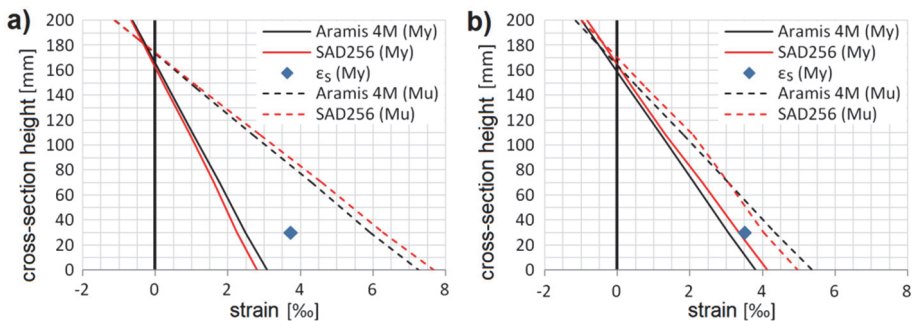 a)
cross-section height [mm]
200
180
160
140
120
100
80
60
40
20
0
-2 0 2 4 6 8
strain [‰]
Aramis 4M (My)
SAD256 (My)
εs (My)
Aramis 4M (Mu)
SAD256 (Mu)
b)
cross-section height [mm]
200
180
160
140
120
100
80
60
40
20
0
-2 0 2 4 6 8
strain [‰]
Aramis 4M (My)
SAD256 (My)
εs (My)
Aramis 4M (Mu)
SAD256 (Mu)